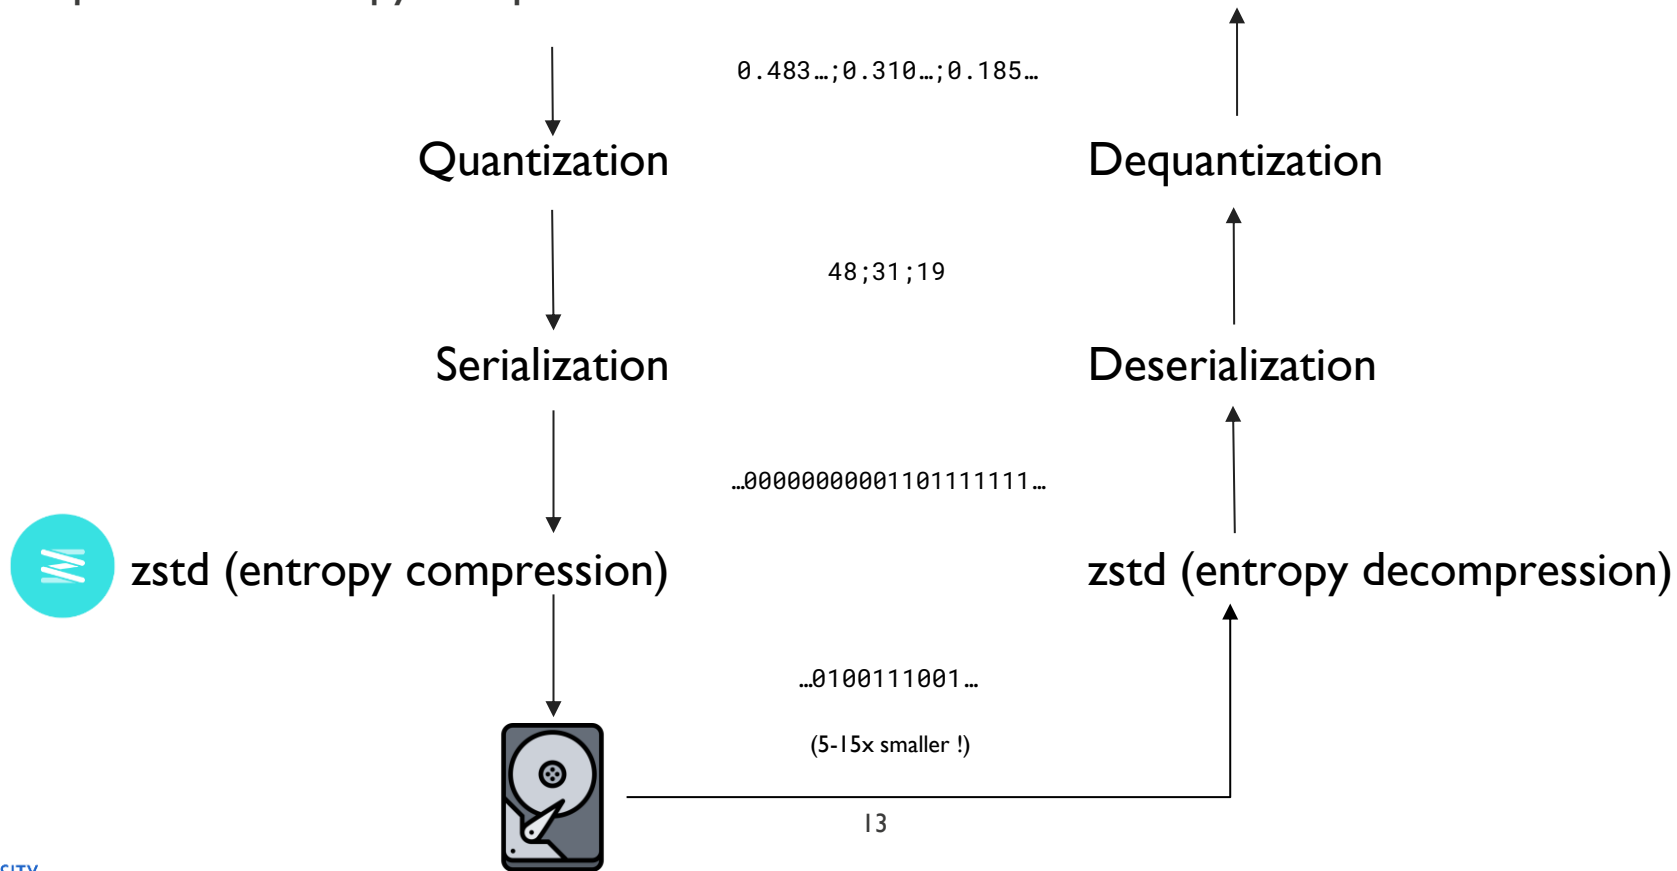 0.483…;0.310…;0.185…
Quantization
Dequantization
48;31;19
Serialization
Deserialization
…00000000001101111111…
zstd (entropy compression)
zstd (entropy decompression)
…0100111001…
(5-15x smaller !)
13